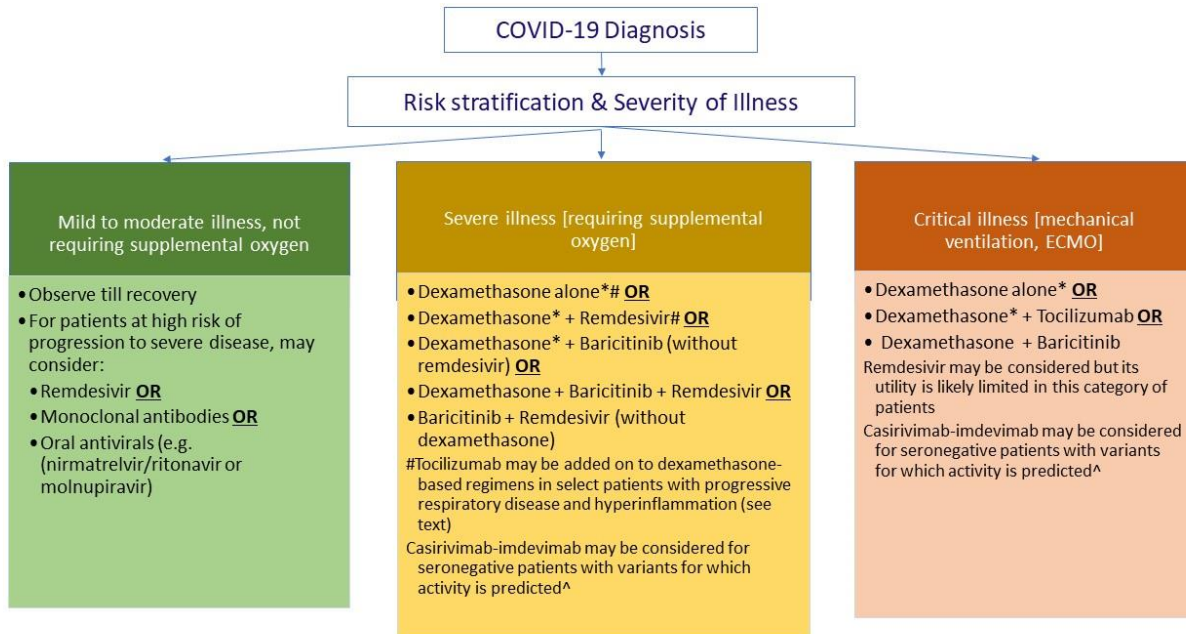 COVID-19 Diagnosis
Risk stratification & Severity of Illness
Mild to moderate illness, not
requiring supplemental oxygen
•Observe till recovery
•For patients at high risk of
progression to severe disease, may
consider:
•Remdesivir OR
•Monoclonal antibodies OR
•Oral antivirals (e.g.
(nirmatrelvir/ritonavir or
molnupiravir)
Severe illness [requiring supplemental
oxygen]
•Dexamethasone alone*# OR
•Dexamethasone* + Remdesivir# OR
•Dexamethasone* + Baricitinib (without
remdesivir) OR
•Dexamethasone + Baricitinib + Remdesivir OR
•Baricitinib + Remdesivir (without
dexamethasone)
#Tocilizumab may be added on to dexamethasone-
based regimens in select patients with progressive
respiratory disease and hyperinflammation (see
text)
Casirivimab-imdevimab may be considered for
seronegative patients with variants for which
activity is predicted^
Critical illness [mechanical
ventilation, ECMO]
•Dexamethasone alone* OR
•Dexamethasone* + Tocilizumab OR
• Dexamethasone + Baricitinib
Remdesivir may be considered but its
utility is likely limited in this category of
patients
Casirivimab-imdevimab may be considered
for seronegative patients with variants
for which activity is predicted^